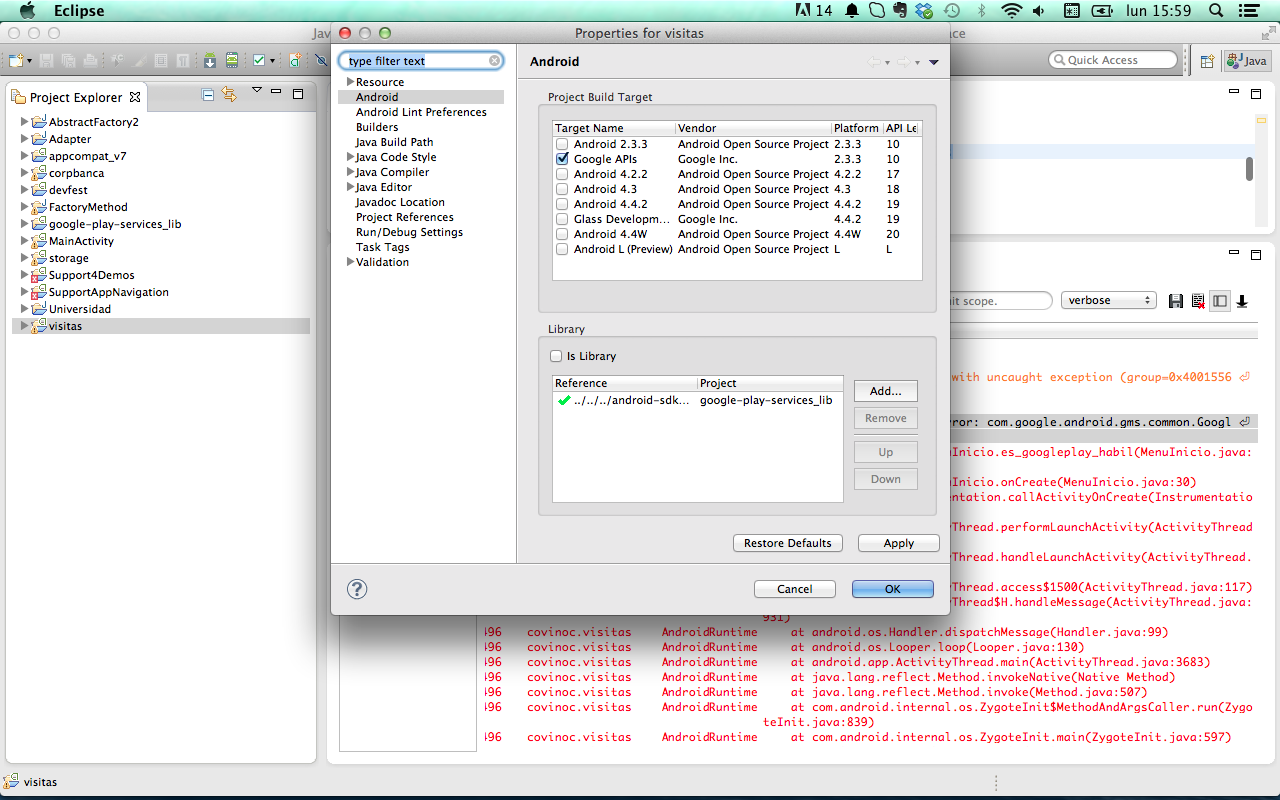 Eclipse
14
lun 15:59
Jav
Properties for visitas
ce
Quick Access
Java
Project Explorer
AbstractFactory2
Adapter
appcompat_v7
corpbanca
devfest
FactoryMethod
google-play-services_lib
MainActivity
storage
Support4Demos
SupportAppNavigation
Universidad
visitas
type filter text
Resource
Android
Android Lint Preferences
Builders
Java Build Path
Java Code Style
Java Compiler
Java Editor
Javadoc Location
Project References
Run/Debug Settings
Task Tags
Validation
Android
Project Build Target
Target Name Vendor Platform API Le
Android 2.3.3 Android Open Source Project 2.3.3 10
Google APIs Google Inc. 2.3.3 10
Android 4.2.2 Android Open Source Project 4.2.2 17
Android 4.3 Android Open Source Project 4.3 18
Android 4.4.2 Android Open Source Project 4.4.2 19
Glass Developm... Google Inc. 4.4.2 19
Android 4.4W Android Open Source Project 4.4W 20
Android L (Preview) Android Open Source Project L L
Library
Is Library
Reference Project
../../../android-sdk... google-play-services_lib
Add...
Remove
Up
Down
Restore Defaults Apply
Cancel OK
it scope.
verbose
with uncaught exception (group=0x4001556
rror: com.google.android.gms.common.Googl
uInicio.es_googleplay_habil(MenuInicio.java:
uInicio.onCreate(MenuInicio.java:30)
entation.callActivityOnCreate(Instrumentatio
yThread.performLaunchActivity(ActivityThread
yThread.handleLaunchActivity(ActivityThread.
yThread.access$1500(ActivityThread.java:117)
yThread$H.handleMessage(ActivityThread.java:
931)
496 covinoc.visitas AndroidRuntime at android.os.Handler.dispatchMessage(Handler.java:99)
496 covinoc.visitas AndroidRuntime at android.os.Looper.loop(Looper.java:130)
496 covinoc.visitas AndroidRuntime at android.app.ActivityThread.main(ActivityThread.java:3683)
496 covinoc.visitas AndroidRuntime at java.lang.reflect.Method.invokeNative(Native Method)
496 covinoc.visitas AndroidRuntime at java.lang.reflect.Method.invoke(Method.java:507)
496 covinoc.visitas AndroidRuntime at com.android.internal.os.ZygoteInit$MethodAndArgsCaller.run(Zygo
teInit.java:839)
496 covinoc.visitas AndroidRuntime at com.android.internal.os.ZygoteInit.main(ZygoteInit.java:597)
visitas